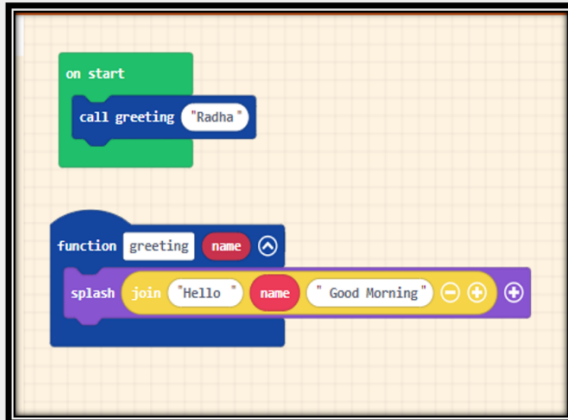 on start
call greeting "Radha"
function greeting name
splash join "Hello " name " Good Morning"